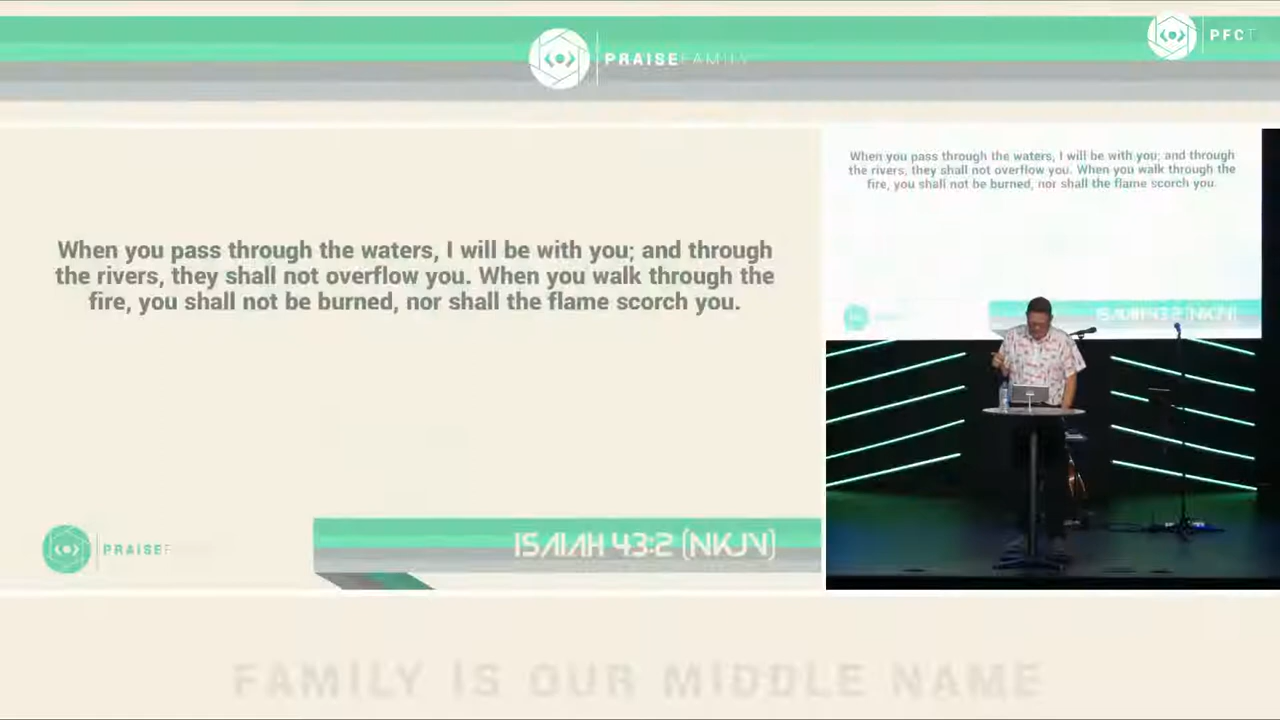 PRAISEFAMILY
PFCT
When you pass through the waters, I will be with you; and through
the rivers, they shall not overflow you. When you walk through the
fire, you shall not be burned, nor shall the flame scorch you.
PRAISE
ISAIAH 43:2 (NKJV)
When you pass through the waters, I will be with you; and through
the rivers, they shall not overflow you. When you walk through the
fire, you shall not be burned, nor shall the flame scorch you.
ISAIAH 43:2 (NKJV)
FAMILY IS OUR MIDDLE NAME